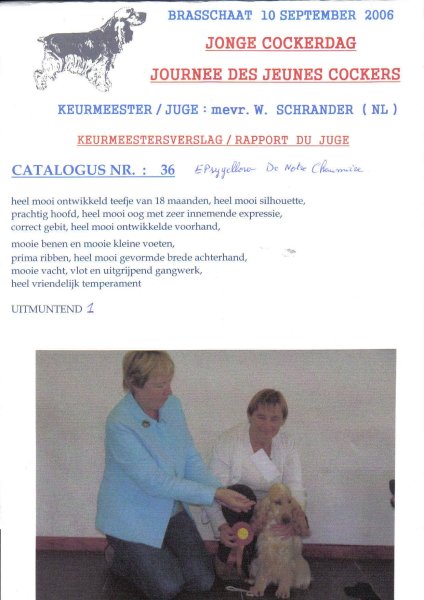 BRASSCHAAT 10 SEPTEMBER 2006
JONGE COCKERDAG
JOURNEE DES JEUNES COCKERS
KEURMEESTER / JUGE : mevr. W. SCHRANDER ( NL )
KEURMEESTERSVERSLAG / RAPPORT DU JUGE
CATALOGUS NR. : 36 De Notre Chaumière
heel mooi ontwikkeld teefje van 18 maanden, heel mooi silhouette,
prachtig hoofd, heel mooi oog met zeer innemende expressie,
correct gebit, heel mooi ontwikkelde voorhand,
mooie benen en mooie kleine voeten,
prima ribben, heel mooi gevormde brede achterhand,
mooie vacht, vlot en uitgrijpend gangwerk,
heel vriendelijk temperament
UITMUNTEND 1